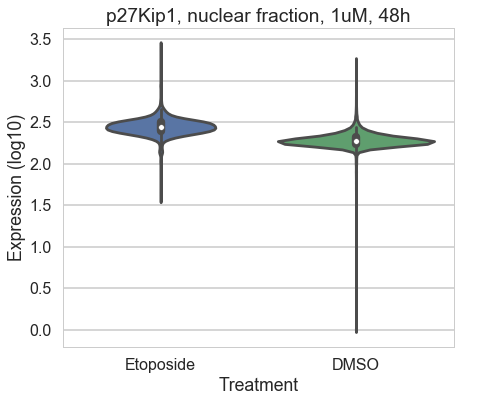 p27Kip1, nuclear fraction, 1uM, 48h
Expression (log10)
3.5
3.0
2.5
2.0
1.5
1.0
0.5
0.0
Etoposide
DMSO
Treatment